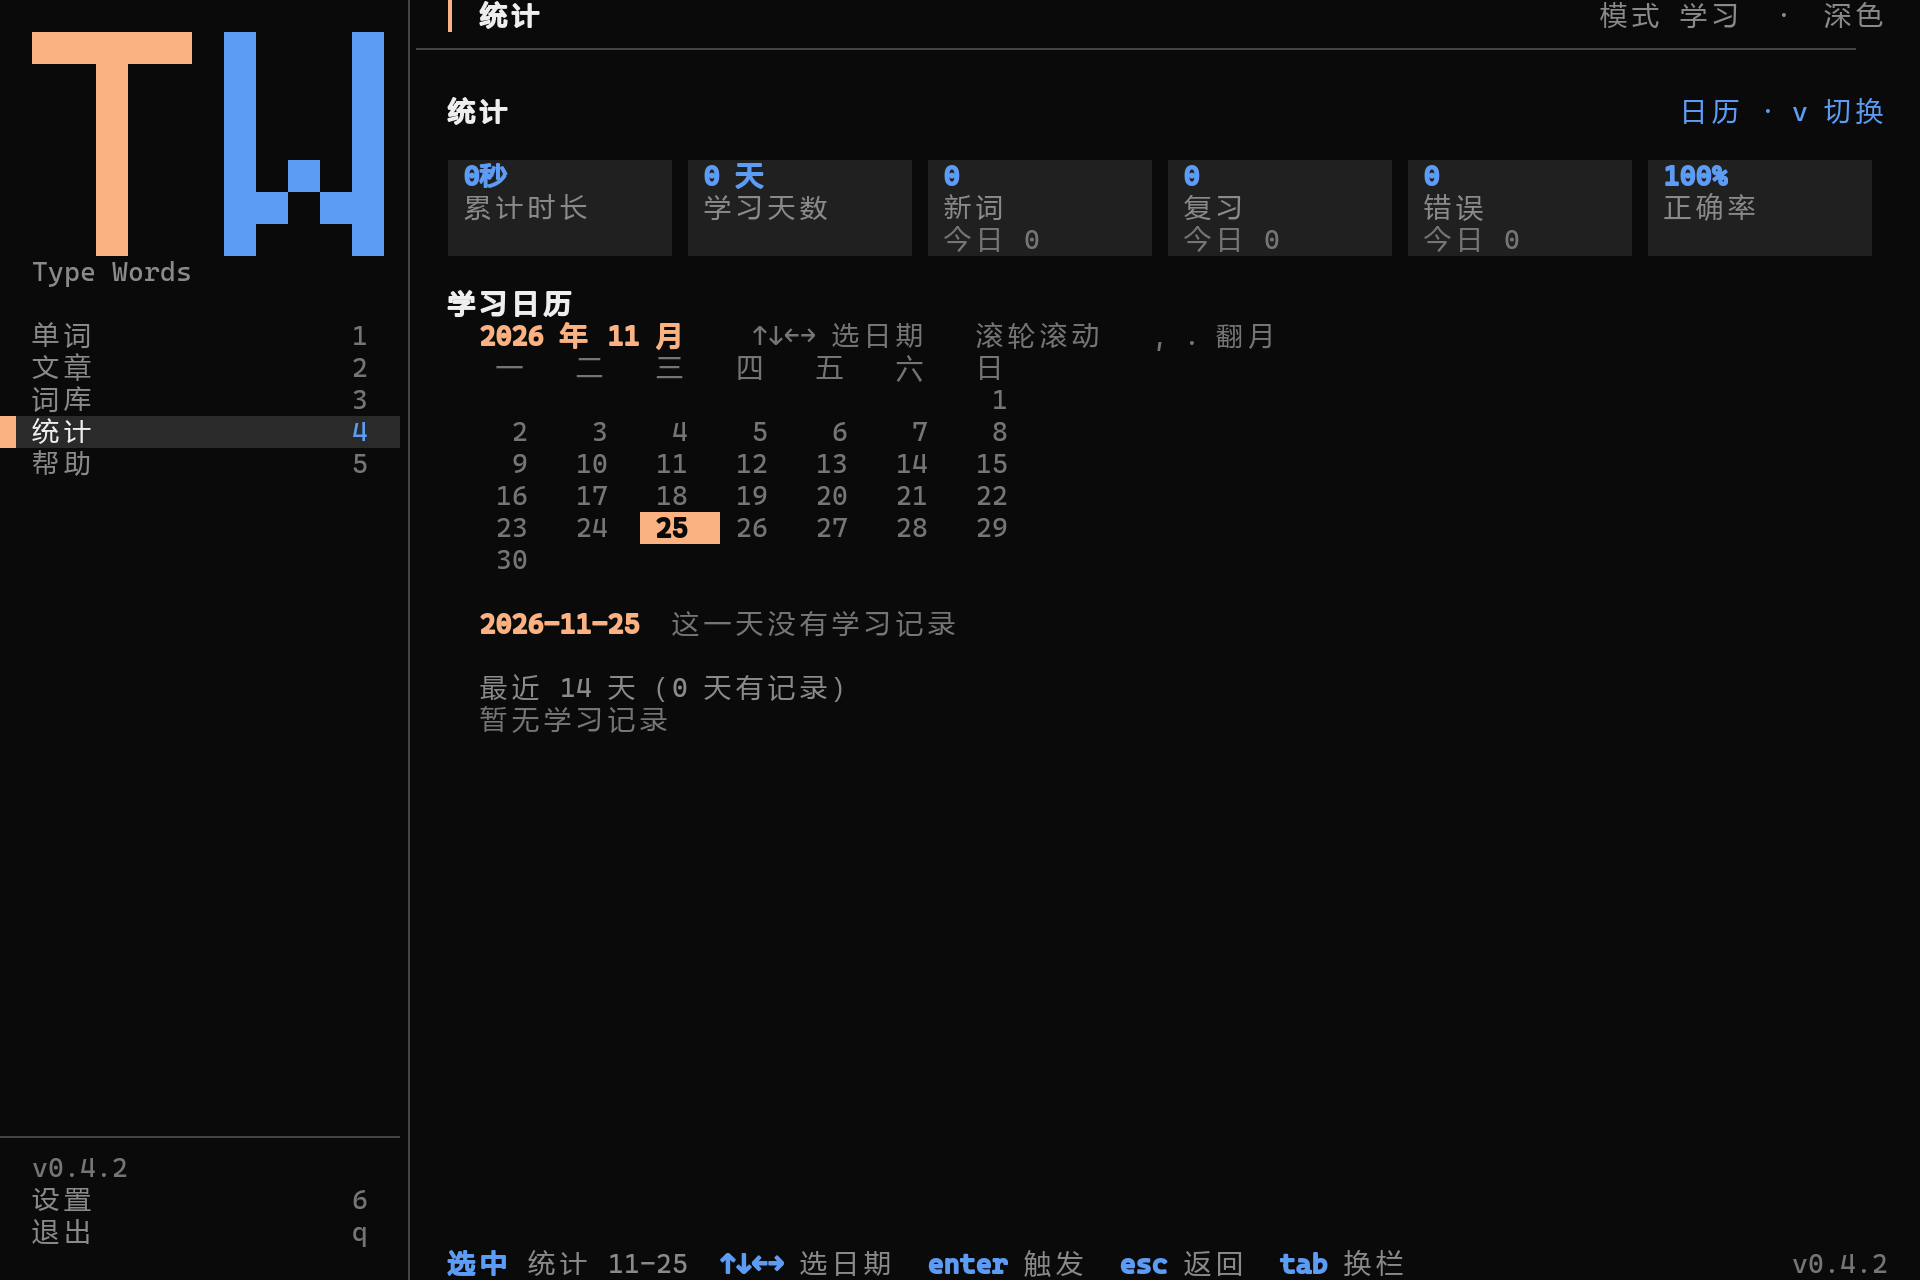 TW
Type Words
单词 1
文章 2
词库 3
统计 4
帮助 5
v0.4.2
设置 6
退出 q
统计 模式 学习 · 深色
统计 日历 · v 切换
0秒 0 天 0 0 0 100%
累计时长 学习天数 新词 复习 错误 正确率
今日 0 今日 0 今日 0
学习日历
2026 年 11 月 ↑↓←→ 选日期 滚轮滚动 , . 翻月
一 二 三 四 五 六 日
1
2 3 4 5 6 7 8
9 10 11 12 13 14 15
16 17 18 19 20 21 22
23 24 25 26 27 28 29
30
2026-11-25 这一天没有学习记录
最近 14 天 (0 天有记录)
暂无学习记录
选中 统计 11-25 ↑↓←→ 选日期 enter 触发 esc 返回 tab 换栏 v0.4.2